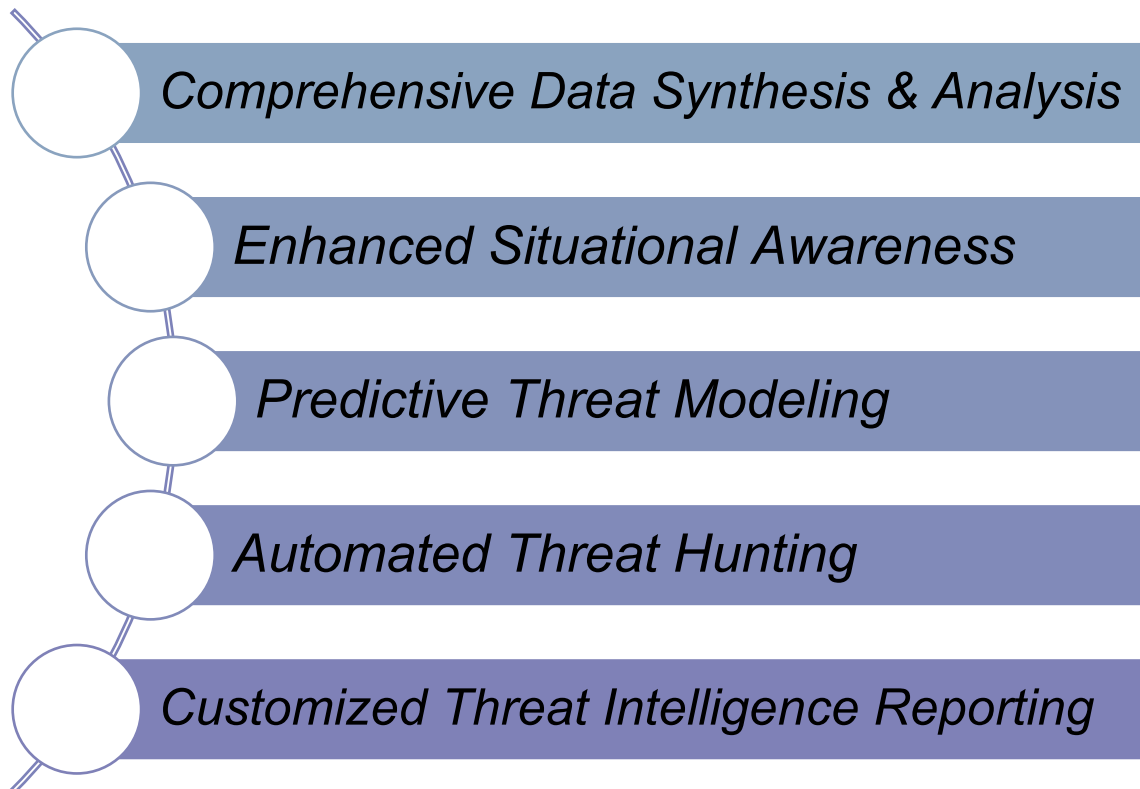 Comprehensive Data Synthesis & Analysis
Enhanced Situational Awareness
Predictive Threat Modeling
Automated Threat Hunting
Customized Threat Intelligence Reporting